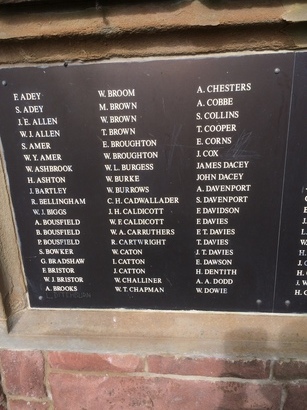 F. ADEY
S. ADEY
J. E. ALLEN
W. J. ALLEN
S. AMER
W. Y. AMER
W. ASHBROOK
H. ASHTON
J. BARTLEY
R. BELLINGHAM
W. J. BIGGS
A. BOUSFIELD
B. BOUSFIELD
P. BOUSFIELD
S. BOWKER
G. BRADSHAW
F. BRISTOR
W. J. BRISTOR
A. BROOKS
W. BROOM
M. BROWN
W. BROWN
T. BROWN
E. BROUGHTON
W. BROUGHTON
W. L. BURGESS
W. BURKE
W. BURROWS
C. H. CADWALLADER
J. H. CALDICOTT
W. F. CALDICOTT
W. A. CARRUTHERS
R. CARTWRIGHT
W. CATON
I. CATTON
J. CATTON
W. CHALLINER
W. T. CHAPMAN
A. CHESTERS
A. COBBE
S. COLLINS
T. COOPER
E. CORNS
J. COX
JAMES DACEY
JOHN DACEY
A. DAVENPORT
S. DAVENPORT
F. DAVIDSON
F. DAVIES
F. T. DAVIES
T. DAVIES
J. T. DAVIES
E. DAWSON
H. DENTITH
A. A. DODD
W. DOWIE